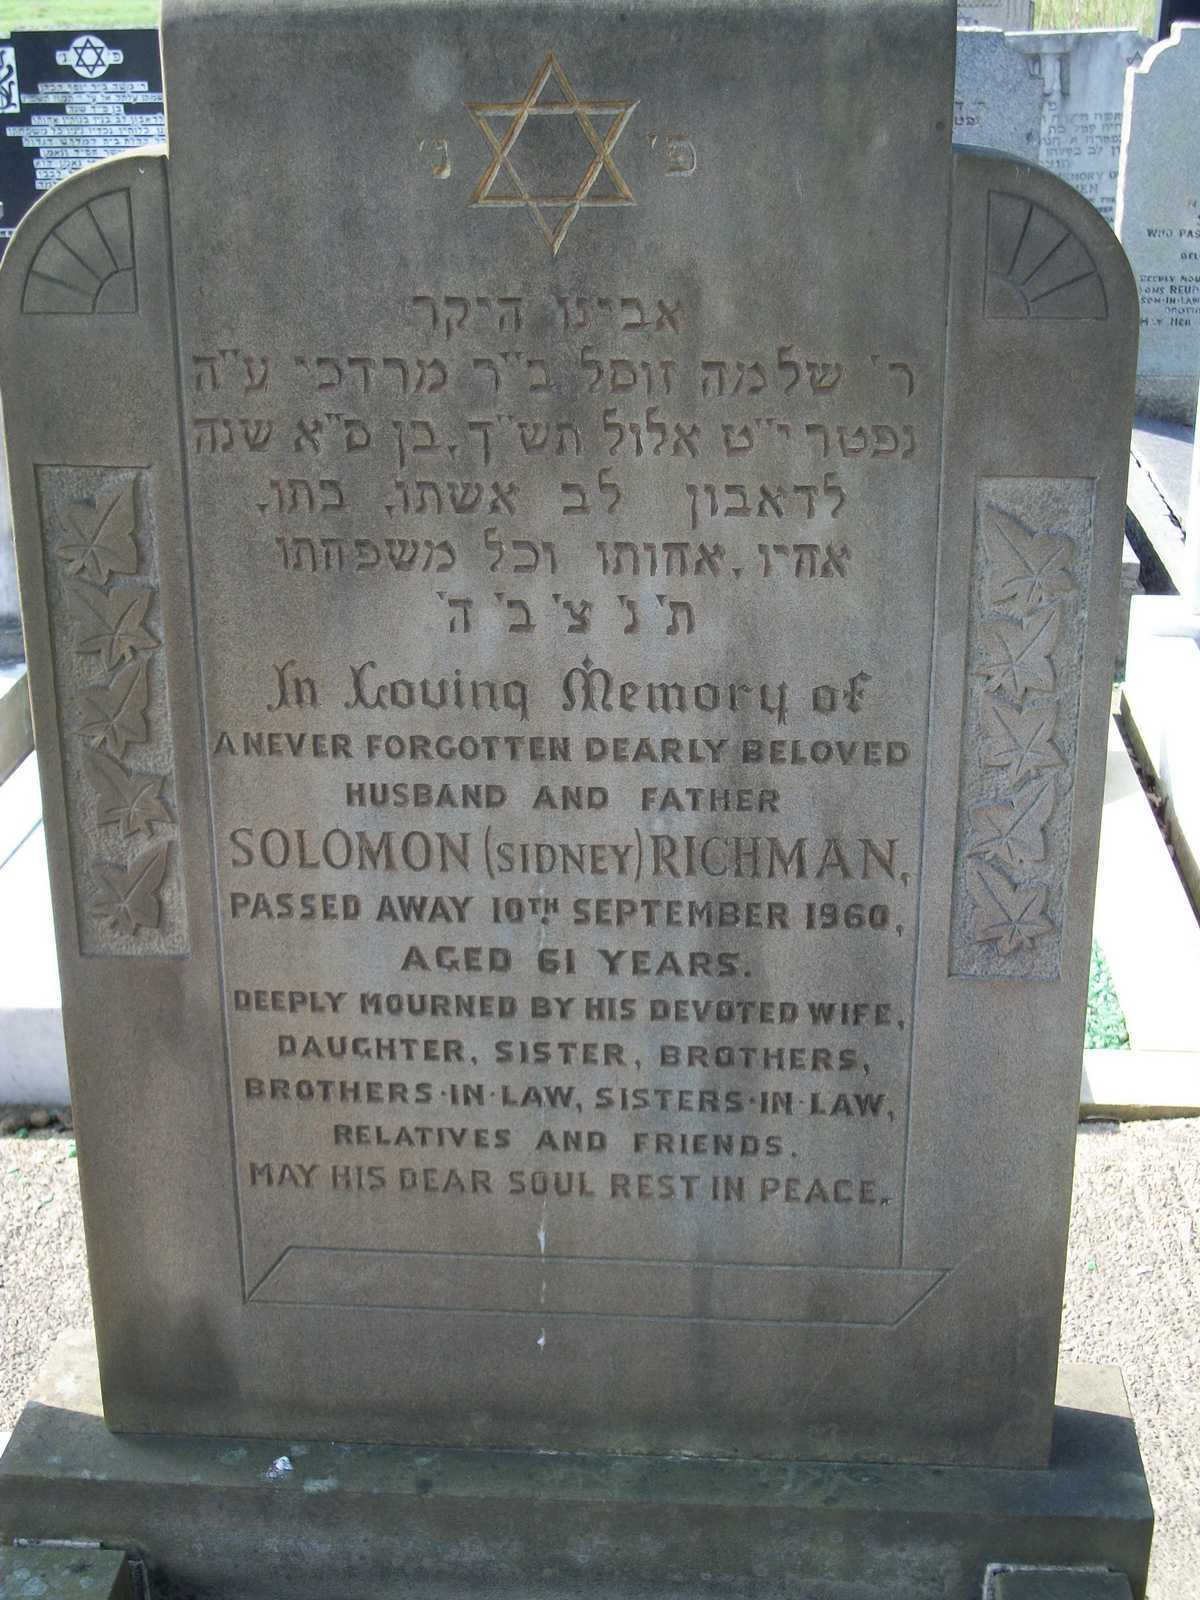 פ' נ'
אבינו היקר
ר' שלמה זוסל ב"ר מרדכי ע"ה
נפטר י"ט אלול תש"ך, בן ס"א שנה
לדאבון לב אשתו, בתו,
אחיו, אחותו וכל משפחתו
ת' נ' צ' ב' ה'
In Loving Memory of
A NEVER FORGOTTEN DEARLY BELOVED
HUSBAND AND FATHER
SOLOMON (SIDNEY) RICHMAN,
PASSED AWAY 10TH SEPTEMBER 1960,
AGED 61 YEARS.
DEEPLY MOURNED BY HIS DEVOTED WIFE,
DAUGHTER, SISTER, BROTHERS,
BROTHERS-IN-LAW, SISTERS-IN-LAW,
RELATIVES AND FRIENDS.
MAY HIS DEAR SOUL REST IN PEACE.
WHO PAS